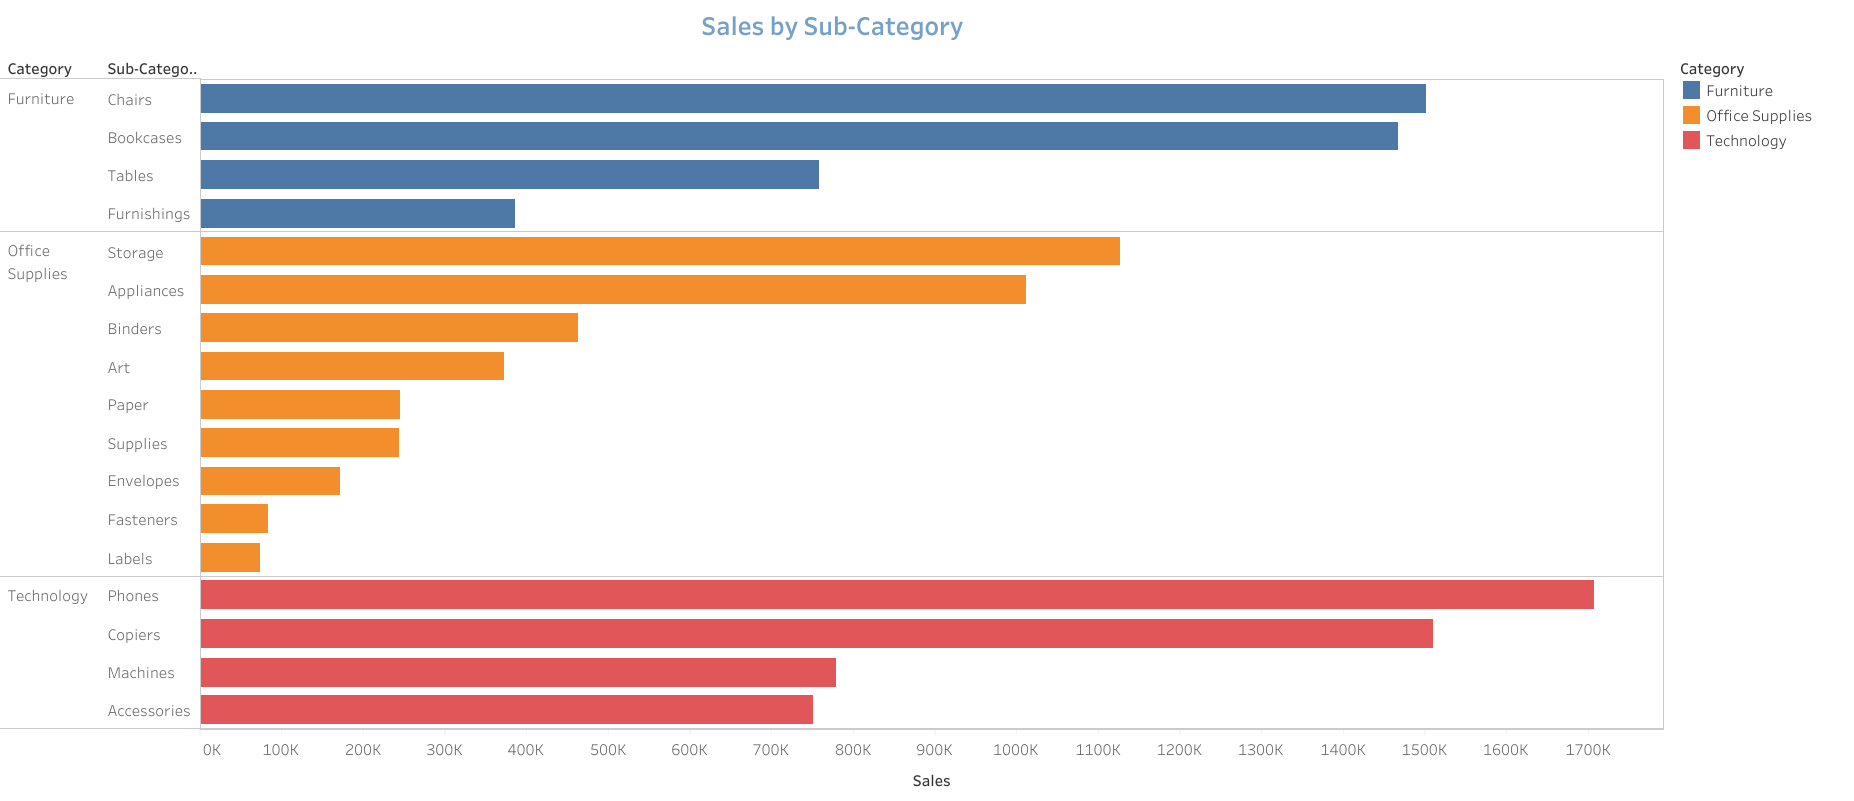 Sales by Sub-Category
Category Sub-Catego..
Furniture Chairs
Bookcases
Tables
Furnishings
Office
Supplies
Storage
Appliances
Binders
Art
Paper
Supplies
Envelopes
Fasteners
Labels
Technology Phones
Copiers
Machines
Accessories
0K 100K 200K 300K 400K 500K 600K 700K 800K 900K 1000K 1100K 1200K 1300K 1400K 1500K 1600K 1700K
Sales
Category
Furniture
Office Supplies
Technology